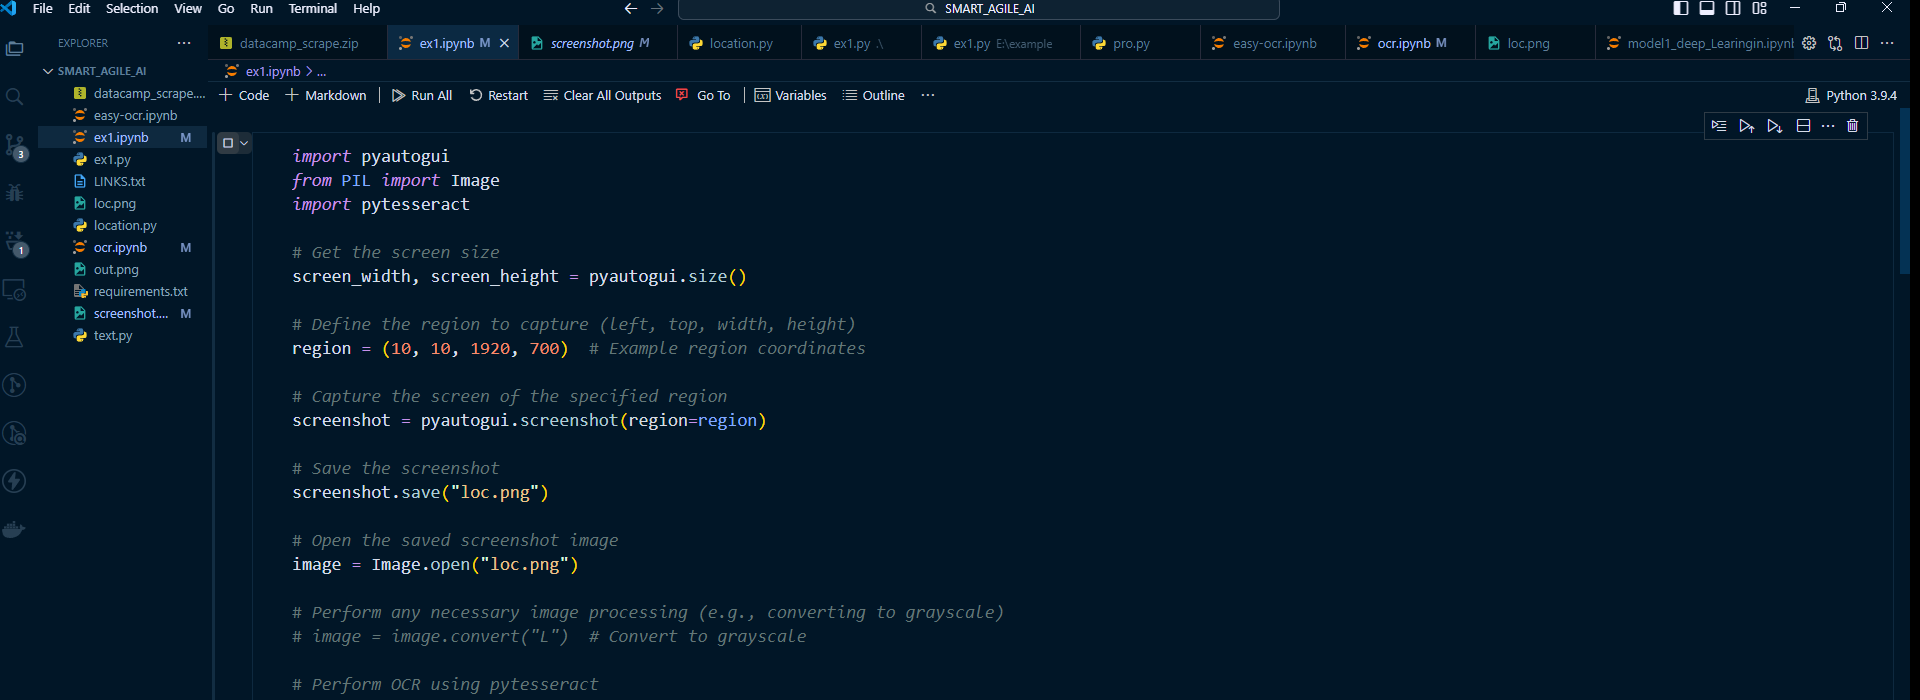 File Edit Selection View Go Run Terminal Help SMART_AGILE_AI
EXPLORER
datacamp_scrape.zip ex1.ipynb M screenshot.png M location.py ex1.py .\ ex1.py E:\example pro.py easy-ocr.ipynb ocr.ipynb M loc.png model1_deep_Learingin.ipynl
SMART_AGILE_AI
datacamp_scrape....
easy-ocr.ipynb
ex1.ipynb M
ex1.py
LINKS.txt
loc.png
location.py
ocr.ipynb M
out.png
requirements.txt
screenshot.... M
text.py
3
1
ex1.ipynb > ...
+ Code + Markdown Run All Restart Clear All Outputs Go To Variables Outline ...
Python 3.9.4
import pyautogui
from PIL import Image
import pytesseract
# Get the screen size
screen_width, screen_height = pyautogui.size()
# Define the region to capture (left, top, width, height)
region = (10, 10, 1920, 700)  # Example region coordinates
# Capture the screen of the specified region
screenshot = pyautogui.screenshot(region=region)
# Save the screenshot
screenshot.save("loc.png")
# Open the saved screenshot image
image = Image.open("loc.png")
# Perform any necessary image processing (e.g., converting to grayscale)
# image = image.convert("L")  # Convert to grayscale
# Perform OCR using pytesseract